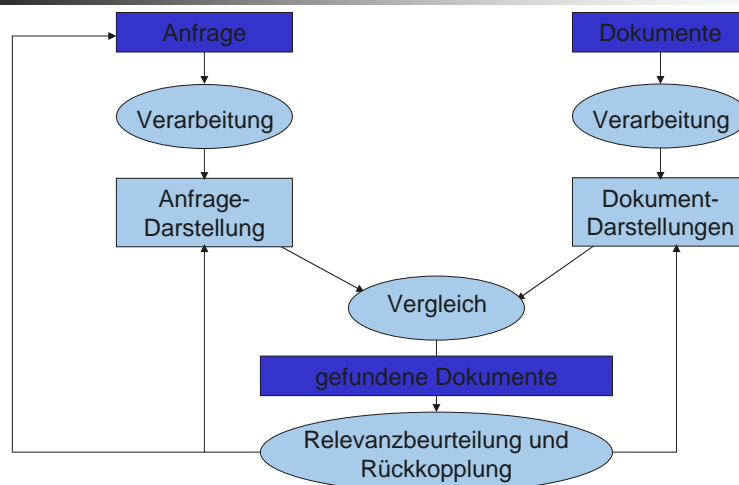 Anfrage
Dokumente
Verarbeitung
Verarbeitung
Anfrage-
Darstellung
Dokument-
Darstellungen
Vergleich
gefundene Dokumente
Relevanzbeurteilung und
Rückkopplung